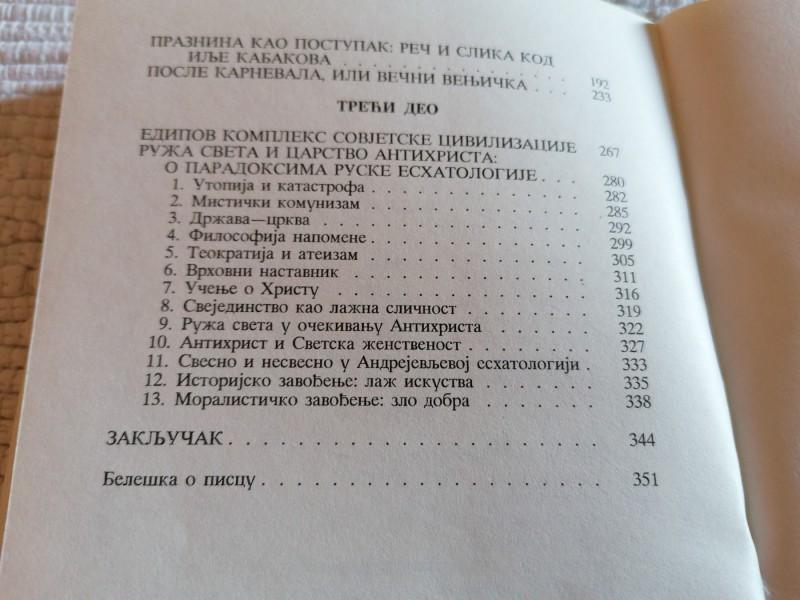 ПРАЗНИНА КАО ПОСТУПАК: РЕЧ И СЛИКА КОД
ИЉЕ КАБАКОВА . . . . . . . . . . . . 192
ПОСЛЕ КАРНЕВАЛА, ИЛИ ВЕЧНИ ВЕЊИЧКА . . . 233
ТРЕЋИ ДЕО
ЕДИПОВ КОМПЛЕКС СОВЈЕТСКЕ ЦИВИЛИЗАЦИЈЕ 267
РУЖА СВЕТА И ЦАРСТВО АНТИХРИСТА:
О ПАРАДОКСИМА РУСКЕ ЕСХАТОЛОГИЈЕ . . . . 280
1. Утопија и катастрофа . . . . . . . . . . . . 282
2. Мистички комунизам . . . . . . . . . . . . 285
3. Држава—црква . . . . . . . . . . . . . . 292
4. Философија напомене . . . . . . . . . . . . 299
5. Теократија и атеизам . . . . . . . . . . . . 305
6. Врховни наставник . . . . . . . . . . . . . 311
7. Учење о Христу . . . . . . . . . . . . . . 316
8. Свејединство као лажна сличност . . . . . . . 319
9. Ружа света у очекивању Антихриста . . . . . . 322
10. Антихрист и Светска женственост . . . . . . . 327
11. Свесно и несвесно у Андрејевљевој есхатологији . . 333
12. Историјско завођење: лаж искуства . . . . . . 335
13. Моралистичко завођење: зло добра . . . . . . 338
ЗАКЉУЧАК . . . . . . . . . . . . . . . . . 344
Белешка о писцу . . . . . . . . . . . . . . . 351